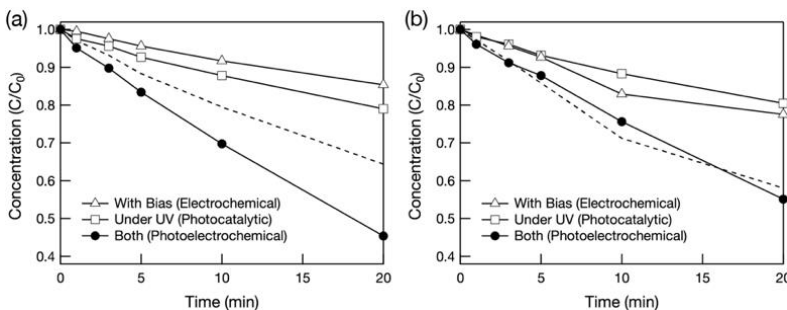 (a)
Concentration (C/C0)
1.0
0.9
0.8
0.7
0.6
0.5
0.4
With Bias (Electrochemical)
Under UV (Photocatalytic)
Both (Photoelectrochemical)
0 5 10 15 20
Time (min)
(b)
Concentration (C/C0)
1.0
0.9
0.8
0.7
0.6
0.5
0.4
With Bias (Electrochemical)
Under UV (Photocatalytic)
Both (Photoelectrochemical)
0 5 10 15 20
Time (min)